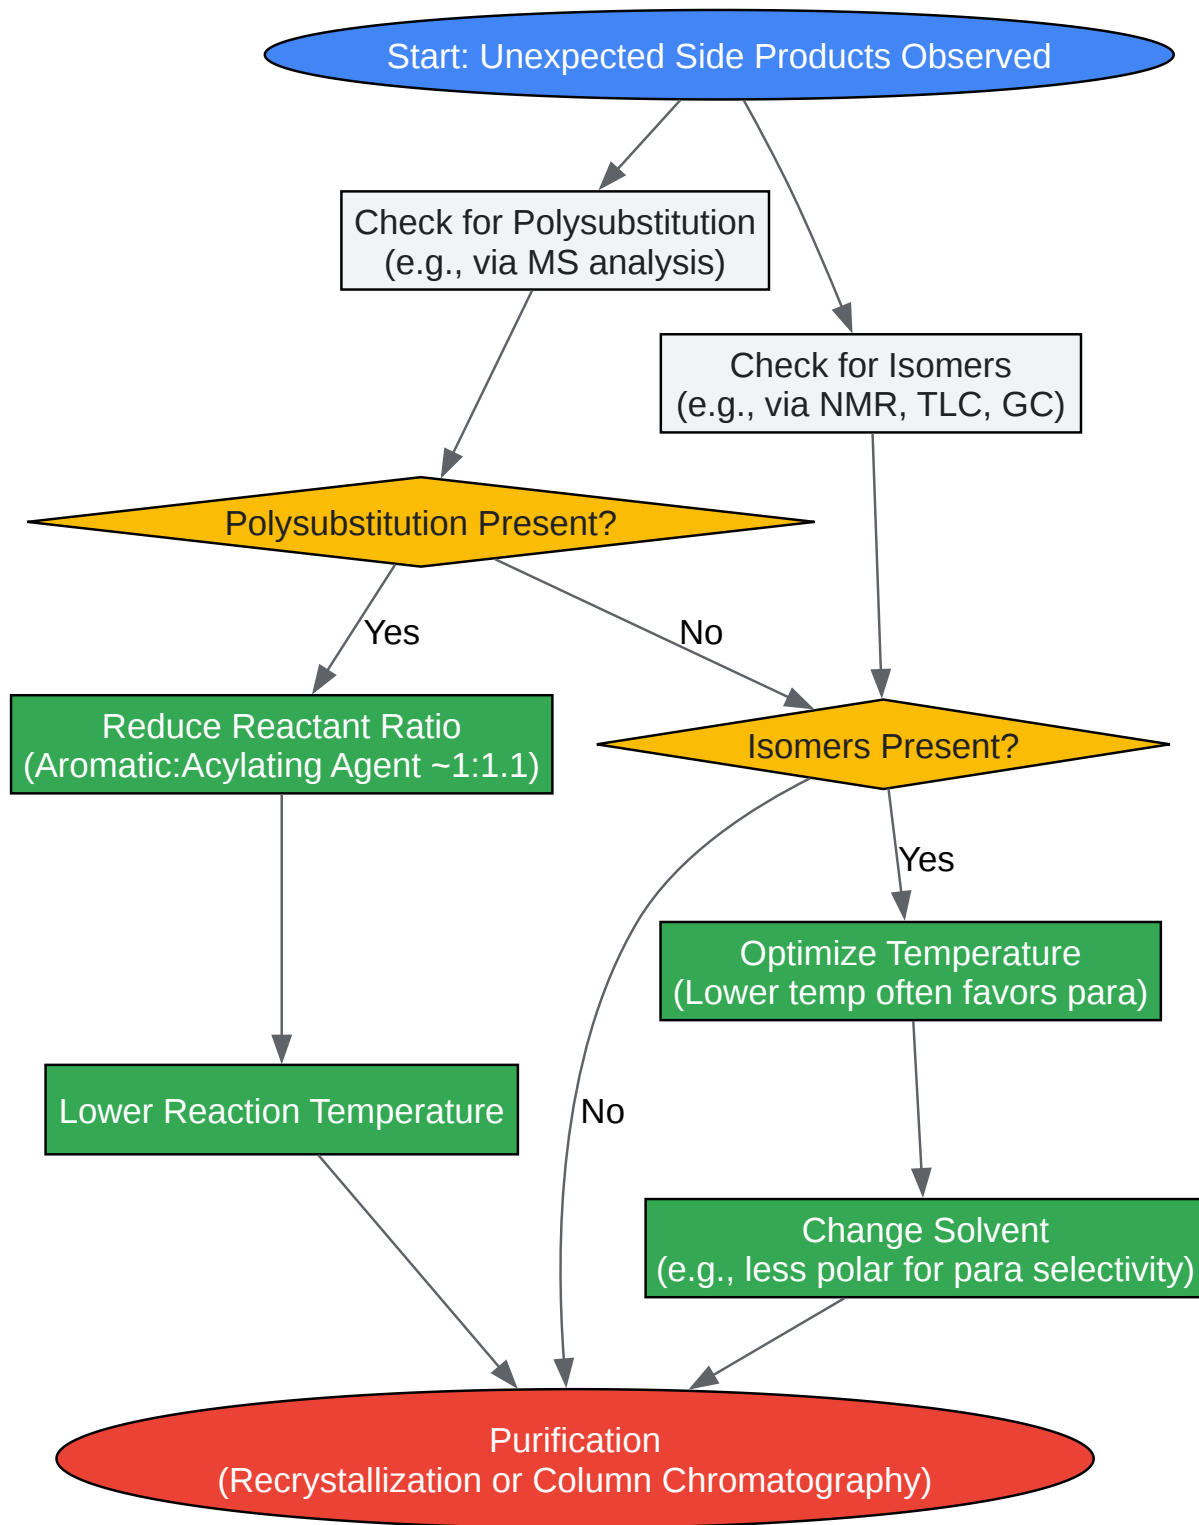 Start: Unexpected Side Products Observed
Check for Polysubstitution
(e.g., via MS analysis)
Check for Isomers
(e.g., via NMR, TLC, GC)
Polysubstitution Present?
Yes
No
Reduce Reactant Ratio
(Aromatic:Acylating Agent ~1:1.1)
Isomers Present?
Yes
Optimize Temperature
(Lower temp often favors para)
Lower Reaction Temperature
No
Change Solvent
(e.g., less polar for para selectivity)
Purification
(Recrystallization or Column Chromatography)